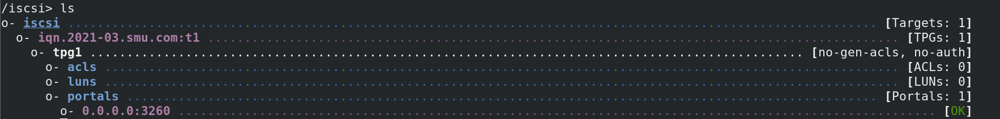 /iscsi> ls
o- iscsi ............................................................................................................ [Targets: 1]
  o- iqn.2021-03.smu.com:t1 .............................................................................................. [TPGs: 1]
    o- tpg1 ................................................................................................. [no-gen-acls, no-auth]
      o- acls ............................................................................................................ [ACLs: 0]
      o- luns ............................................................................................................ [LUNs: 0]
      o- portals ...................................................................................................... [Portals: 1]
        o- 0.0.0.0:3260 ....................................................................................................... [OK]